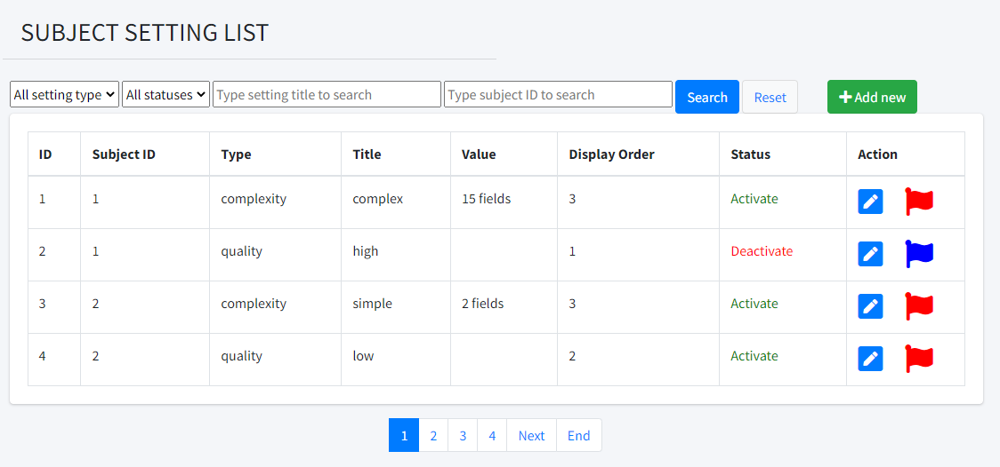 SUBJECT SETTING LIST
All setting type All statuses Type setting title to search Type subject ID to search Search Reset Add new
ID Subject ID Type Title Value Display Order Status Action
1 1 complexity complex 15 fields 3 Activate
2 1 quality high 1 Deactivate
3 2 complexity simple 2 fields 3 Activate
4 2 quality low 2 Activate
1 2 3 4 Next End